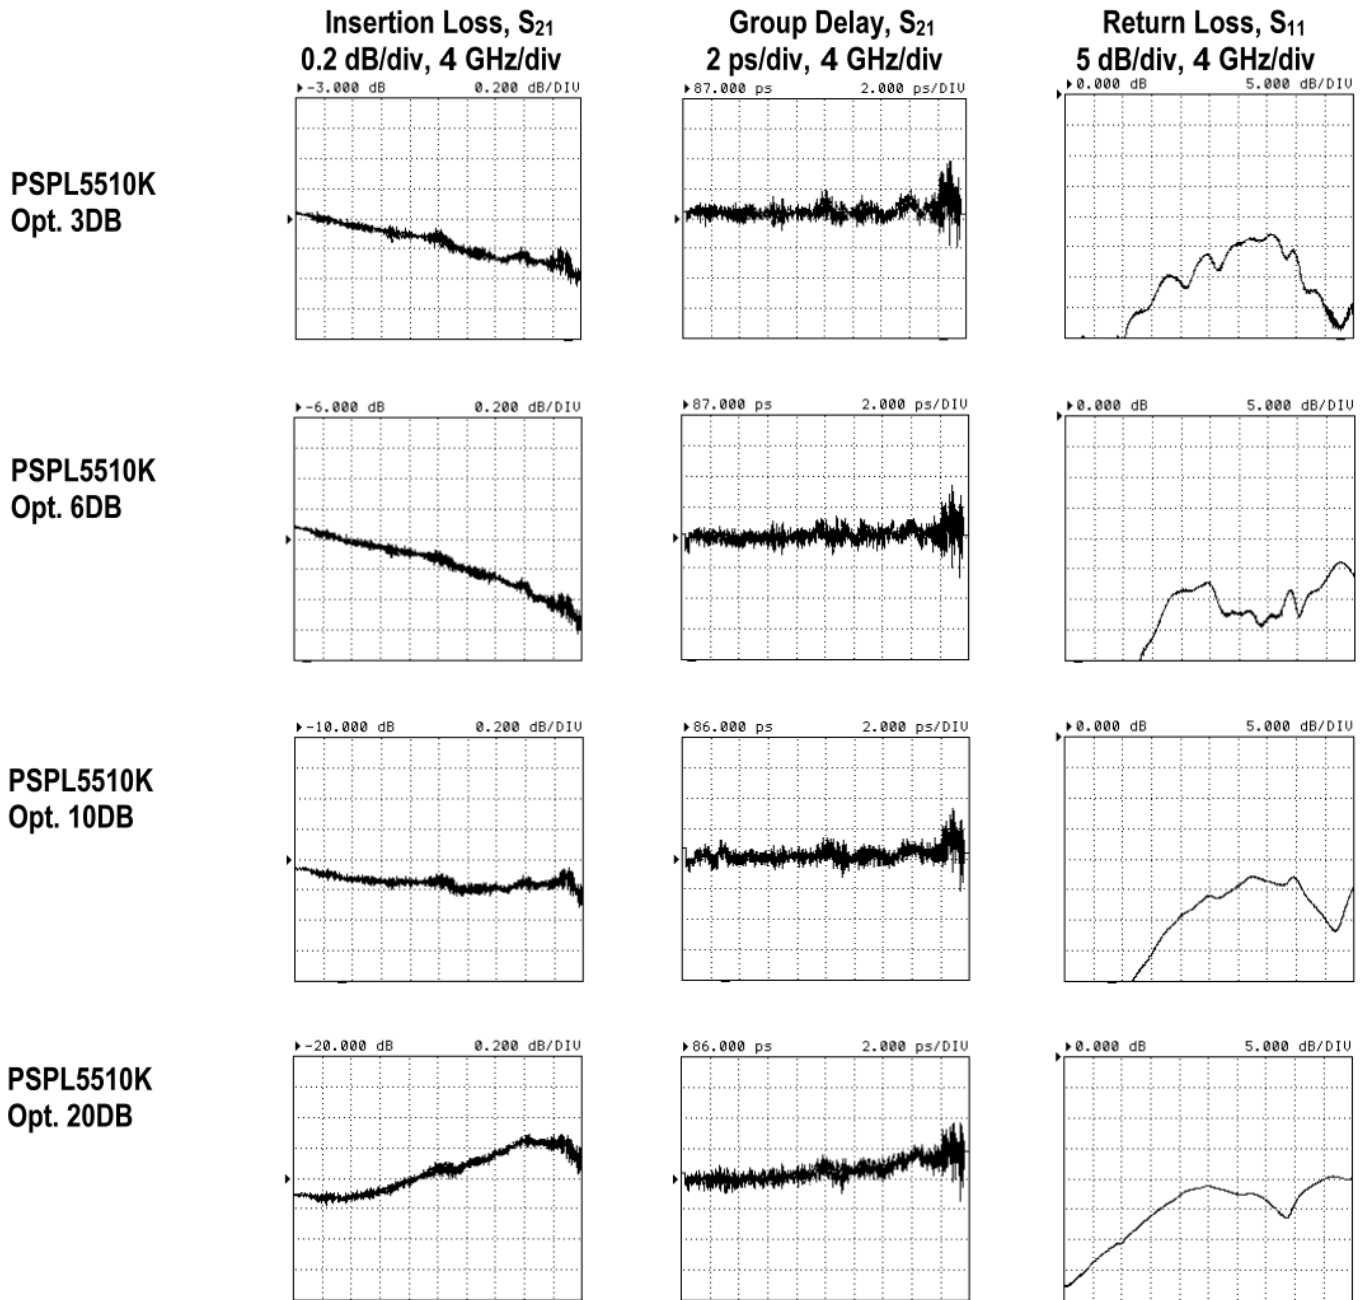 Insertion Loss, S₂₁
0.2 dB/div, 4 GHz/div
Group Delay, S₂₁
2 ps/div, 4 GHz/div
Return Loss, S₁₁
5 dB/div, 4 GHz/div
PSPL5510K
Opt. 3DB
-3.000 dB 0.200 dB/DIV
87.000 ps 2.000 ps/DIV
0.000 dB 5.000 dB/DIV
PSPL5510K
Opt. 6DB
-6.000 dB 0.200 dB/DIV
87.000 ps 2.000 ps/DIV
0.000 dB 5.000 dB/DIV
PSPL5510K
Opt. 10DB
-10.000 dB 0.200 dB/DIV
86.000 ps 2.000 ps/DIV
0.000 dB 5.000 dB/DIV
PSPL5510K
Opt. 20DB
-20.000 dB 0.200 dB/DIV
86.000 ps 2.000 ps/DIV
0.000 dB 5.000 dB/DIV